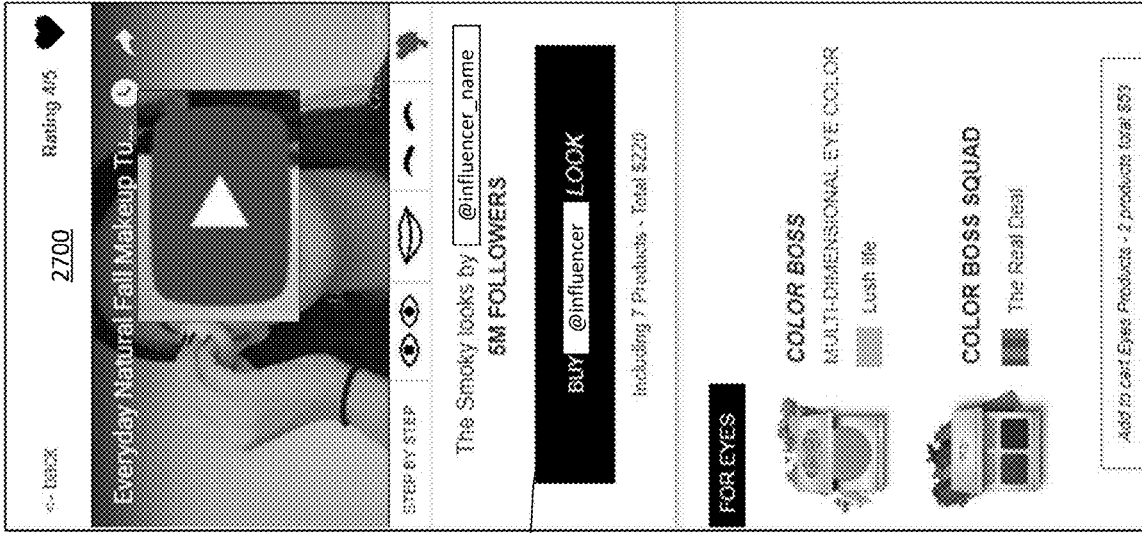 <- back 2700 Rating 4/5
Everyday Natural Fall Makeup Tu...
STEP BY STEP
The Smoky looks by @influencer_name
6M FOLLOWERS
BUY @influencer LOOK
Including 7 Products - Total $220
FOR EYES
COLOR BOSS
MULTI-DIMENSIONAL EYE COLOR
Lush life
COLOR BOSS SQUAD
The Real Deal
Add to cart Eyes Products - 2 products total $59